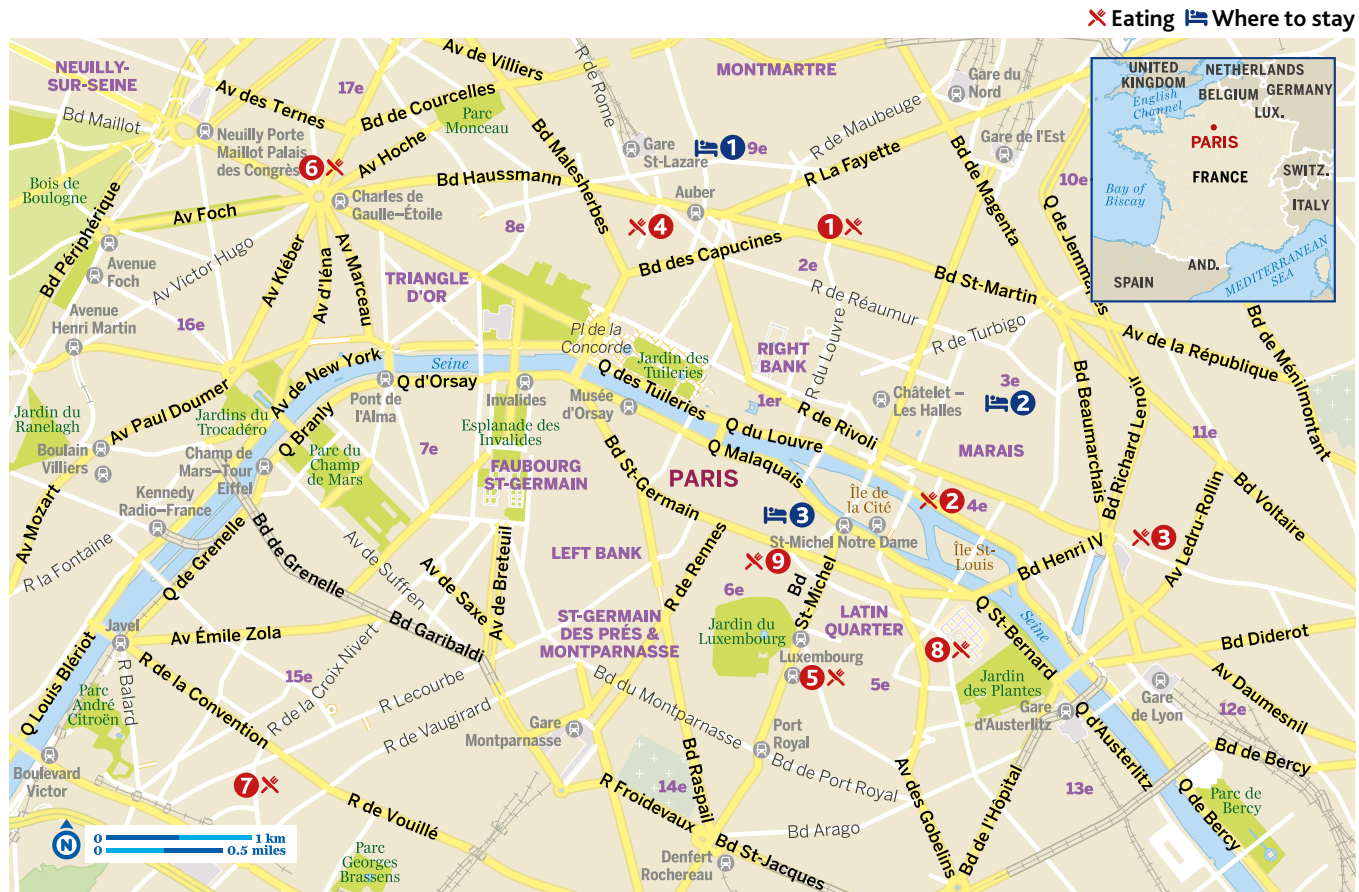 Eating Where to stay
NEUILLY-
SUR-SEINE
Av de Villiers
R de Rome
MONTMARTRE
Gare du
Nord
17e
Av des Ternes
Bd de Courcelles
Parc
Monceau
Bd Maillot
Neuilly Porte
Maillot Palais
des Congrès
6
Av Hoche
Bd Malesherbes
Gare
St-Lazare
1
9e
R de Maubeuge
R La Fayette
Gare de l'Est
Bd de Magenta
10e
Q de Jemmapes
Bois de
Boulogne
Bd Haussmann
Auber
Charles de
Gaulle–Étoile
Av Foch
8e
4
1
Bd des Capucines
2e
Bd Périphérique
Avenue
Foch
Av Victor Hugo
Av Kléber
Av d'Iéna
Av Marceau
TRIANGLE
D'OR
Bd St-Martin
R de Réaumur
R de Turbigo
R du Louvre
Avenue
Henri Martin
16e
Pl de la
Concorde
RIGHT
BANK
Av de la République
Bd de Ménilmontant
Av de New York
Seine
Jardin des
Tuileries
Q d'Orsay
Q des Tuileries
1er
Châtelet –
Les Halles
3e
2
Bd Beaumarchais
Bd Richard Lenoir
11e
Jardin du
Ranelagh
Av Paul Doumer
Jardins du
Trocadéro
Q Branly
Pont de
l'Alma
Invalides
Musée
d'Orsay
R de Rivoli
Q du Louvre
Q Malaquais
MARAIS
Boulain
Villiers
Champ de
Mars–Tour
Eiffel
Parc du
Champ
de Mars
7e
Esplanade des
Invalides
FAUBOURG
ST-GERMAIN
Bd St-Germain
PARIS
Île de
la Cité
2
4e
Av Ledru-Rollin
Bd Voltaire
Av Mozart
Kennedy
Radio–France
3
St-Michel Notre Dame
Île St-
Louis
Bd Henri IV
3
R la Fontaine
Q de Grenelle
Bd de Grenelle
Av de Suffren
Av de Saxe
Av de Breteuil
LEFT BANK
R de Rennes
9
6e
Bd
St-Michel
LATIN
QUARTER
Q St-Bernard
Seine
Bd Diderot
Javel
Av Émile Zola
Bd Garibaldi
ST-GERMAIN
DES PRÉS &
MONTPARNASSE
Jardin du
Luxembourg
Luxembourg
5
5e
8
Jardin
des Plantes
Gare
d'Austerlitz
Gare
de Lyon
Av Daumesnil
12e
Q Louis Blériot
R Balard
R de la Convention
15e
R de la Croix Nivert
R Lecourbe
R de Vaugirard
Bd du Montparnasse
Parc
André
Citroën
Gare
Montparnasse
Port
Royal
Bd de Port Royal
Q d'Austerlitz
Bd de Bercy
Boulevard
Victor
7
R de Vouillé
R Froidevaux
14e
Bd Raspail
Av des Gobelins
Bd de l'Hôpital
13e
Q de Bercy
Parc de
Bercy
Bd Arago
Parc
Georges
Brassens
Denfert
Rochereau
Bd St-Jacques
N
0 1 km
0 0.5 miles
UNITED
KINGDOM
NETHERLANDS
BELGIUM
GERMANY
English
Channel
LUX.
PARIS
FRANCE
SWITZ.
Bay of
Biscay
ITALY
AND.
SPAIN
MEDITERRANEAN
SEA